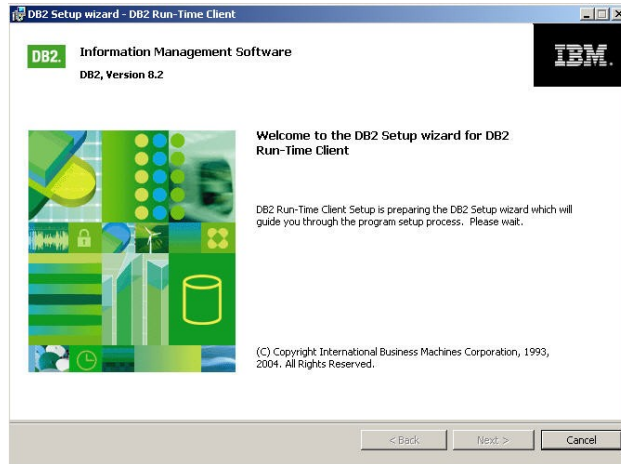 DB2 Setup wizard - DB2 Run-Time Client
DB2.
Information Management Software
DB2, Version 8.2
IBM.
Welcome to the DB2 Setup wizard for DB2
Run-Time Client
DB2 Run-Time Client Setup is preparing the DB2 Setup wizard which will
guide you through the program setup process. Please wait.
(C) Copyright International Business Machines Corporation, 1993,
2004. All Rights Reserved.
< Back
Next >
Cancel